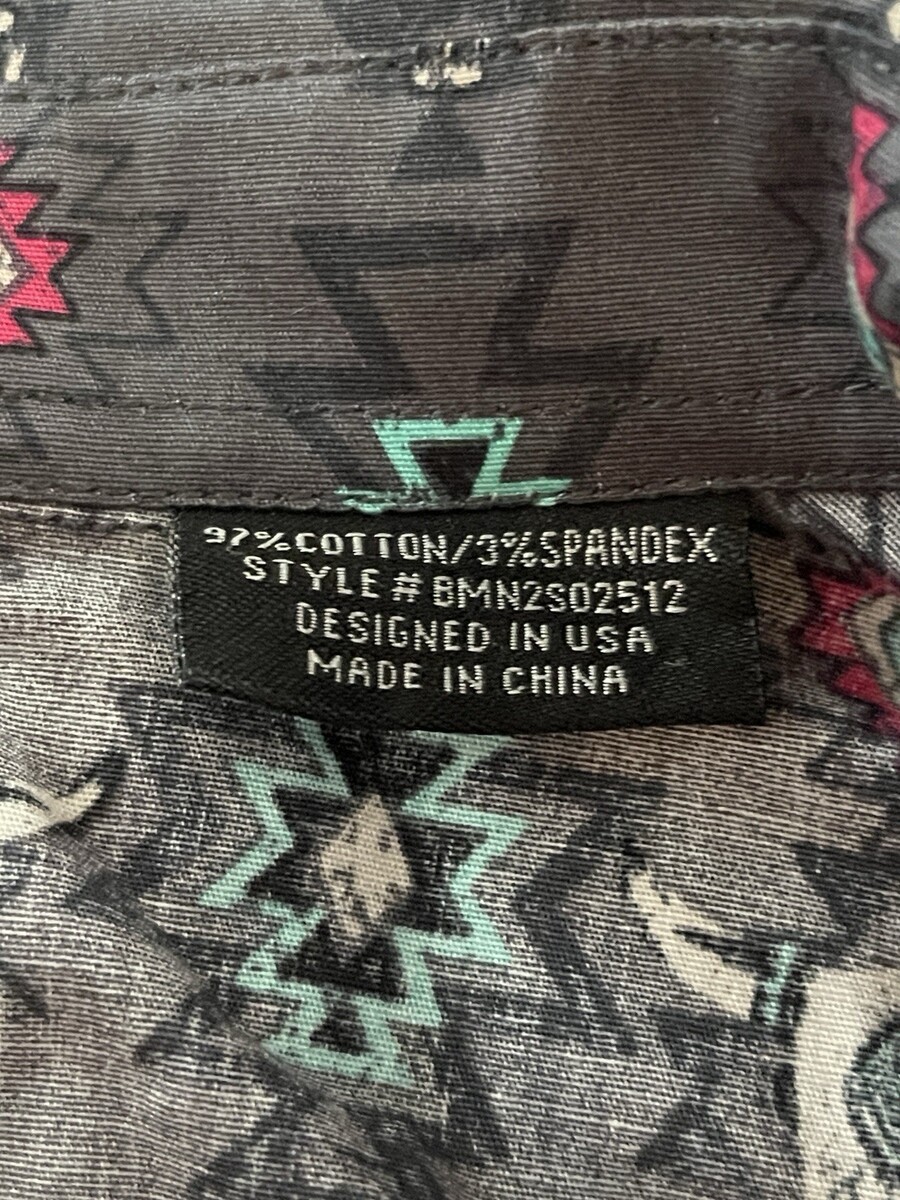 97%COTTON/3%SPANDEX
STYLE#BMN2S02512
DESIGNED IN USA
MADE IN CHINA